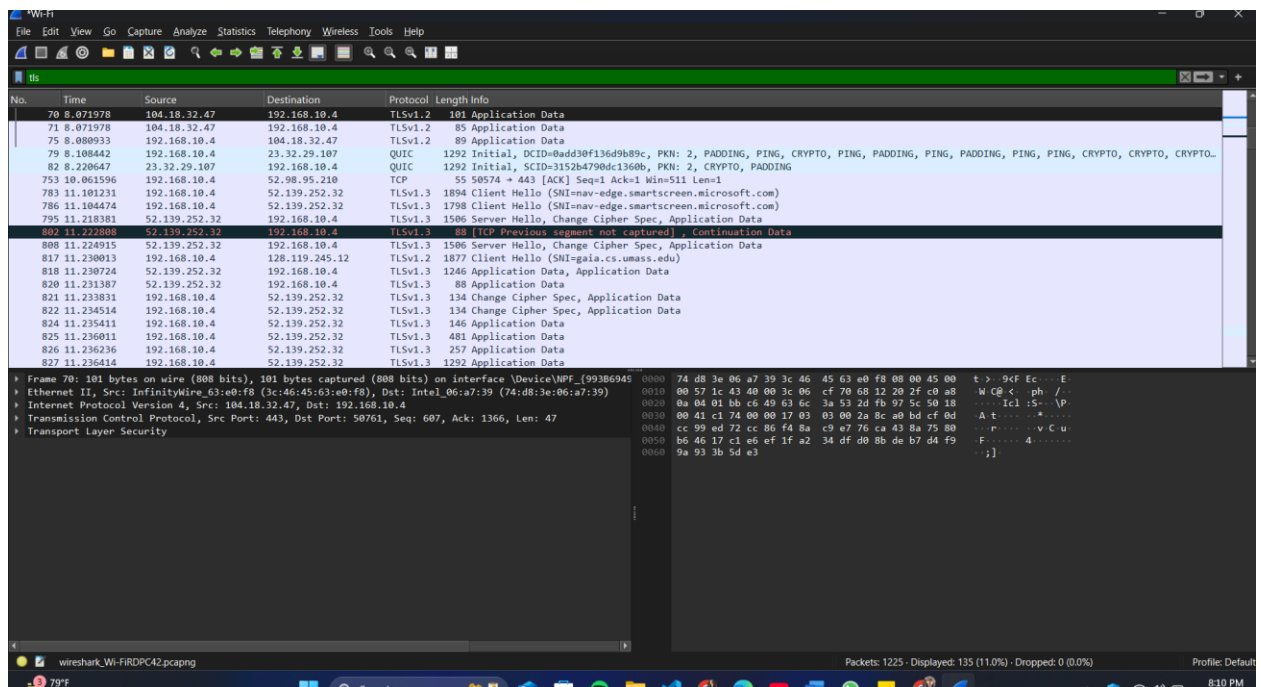 *Wi-Fi
File Edit View Go Capture Analyze Statistics Telephony Wireless Tools Help
tls
No. Time Source Destination Protocol Length Info
70 8.071978 104.18.32.47 192.168.10.4 TLSv1.2 101 Application Data
71 8.071978 104.18.32.47 192.168.10.4 TLSv1.2 85 Application Data
75 8.080933 192.168.10.4 104.18.32.47 TLSv1.2 89 Application Data
79 8.108442 192.168.10.4 23.32.29.107 QUIC 1292 Initial, DCID=0add30f136d9b89c, PKN: 2, PADDING, PING, CRYPTO, PING, PADDING, PING, PADDING, PING, PING, CRYPTO, CRYPTO, CRYPTO…
82 8.220647 23.32.29.107 192.168.10.4 QUIC 1292 Initial, SCID=3152b4790dc1360b, PKN: 2, CRYPTO, PADDING
753 10.061596 192.168.10.4 52.98.95.210 TCP 55 50574 → 443 [ACK] Seq=1 Ack=1 Win=511 Len=1
783 11.101231 192.168.10.4 52.139.252.32 TLSv1.3 1894 Client Hello (SNI=nav-edge.smartscreen.microsoft.com)
786 11.104474 192.168.10.4 52.139.252.32 TLSv1.3 1798 Client Hello (SNI=nav-edge.smartscreen.microsoft.com)
795 11.218381 52.139.252.32 192.168.10.4 TLSv1.3 1506 Server Hello, Change Cipher Spec, Application Data
802 11.222808 52.139.252.32 192.168.10.4 TLSv1.3 88 [TCP Previous segment not captured] , Continuation Data
808 11.224915 52.139.252.32 192.168.10.4 TLSv1.3 1506 Server Hello, Change Cipher Spec, Application Data
817 11.230013 192.168.10.4 128.119.245.12 TLSv1.2 1877 Client Hello (SNI=gaia.cs.umass.edu)
818 11.230724 52.139.252.32 192.168.10.4 TLSv1.3 1246 Application Data, Application Data
820 11.231387 52.139.252.32 192.168.10.4 TLSv1.3 88 Application Data
821 11.233831 192.168.10.4 52.139.252.32 TLSv1.3 134 Change Cipher Spec, Application Data
822 11.234514 192.168.10.4 52.139.252.32 TLSv1.3 134 Change Cipher Spec, Application Data
824 11.235411 192.168.10.4 52.139.252.32 TLSv1.3 146 Application Data
825 11.236011 192.168.10.4 52.139.252.32 TLSv1.3 481 Application Data
826 11.236236 192.168.10.4 52.139.252.32 TLSv1.3 257 Application Data
827 11.236414 192.168.10.4 52.139.252.32 TLSv1.3 1292 Application Data
Frame 70: 101 bytes on wire (808 bits), 101 bytes captured (808 bits) on interface \Device\NPF_{993B6949
Ethernet II, Src: InfinityWire_63:e0:f8 (3c:46:45:63:e0:f8), Dst: Intel_06:a7:39 (74:d8:3e:06:a7:39)
Internet Protocol Version 4, Src: 104.18.32.47, Dst: 192.168.10.4
Transmission Control Protocol, Src Port: 443, Dst Port: 50761, Seq: 607, Ack: 1366, Len: 47
Transport Layer Security
0000 74 d8 3e 06 a7 39 3c 46 45 63 e0 f8 08 00 45 00 t·>··9<F Ec····E·
0010 00 57 1c 43 40 00 3c 06 cf 70 68 12 20 2f c0 a8 ·W·C@·<· ·ph· /··
0020 0a 04 01 bb c6 49 63 6c 3a 53 2d fb 97 5c 50 18 ·····Icl :S-··\P·
0030 00 41 c1 74 00 00 17 03 03 00 2a 8c a0 bd cf 0d ·A·t···· ··*·····
0040 cc 99 ed 72 cc 86 f4 8a c9 e7 76 ca 43 8a 75 80 ···r···· ··v·C·u·
0050 b6 46 17 c1 e6 ef 1f a2 34 df d0 8b de b7 d4 f9 ·F······ 4·······
0060 9a 93 3b 5d e3 ··;]·
wireshark_Wi-FiRDPC42.pcapng Packets: 1225 · Displayed: 135 (11.0%) · Dropped: 0 (0.0%) Profile: Default
3 79°F 8:10 PM